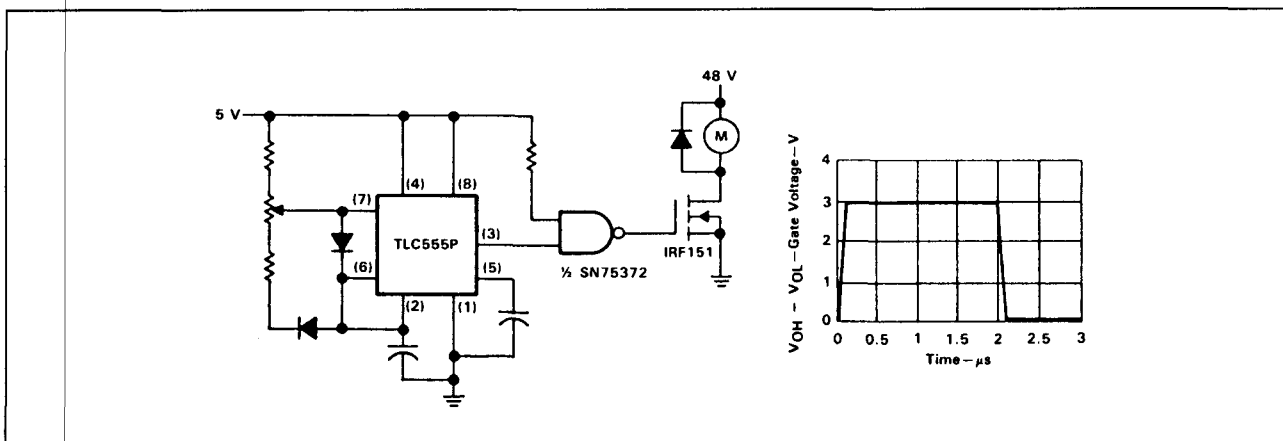 48 V
5 V
M
(4)
(8)
(7)
TLC555P
(3)
(6)
(5)
(2)
(1)
½ SN75372
IRF151
VOH – VOL–Gate Voltage–V
4
3
2
1
0
0 0.5 1 1.5 2 2.5 3
Time–μs